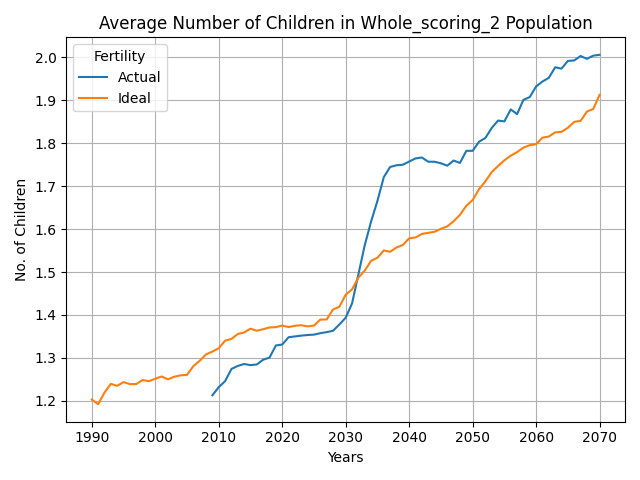 Average Number of Children in Whole_scoring_2 Population
Fertility
Actual
Ideal
No. of Children
2.0
1.9
1.8
1.7
1.6
1.5
1.4
1.3
1.2
1990 2000 2010 2020 2030 2040 2050 2060 2070
Years